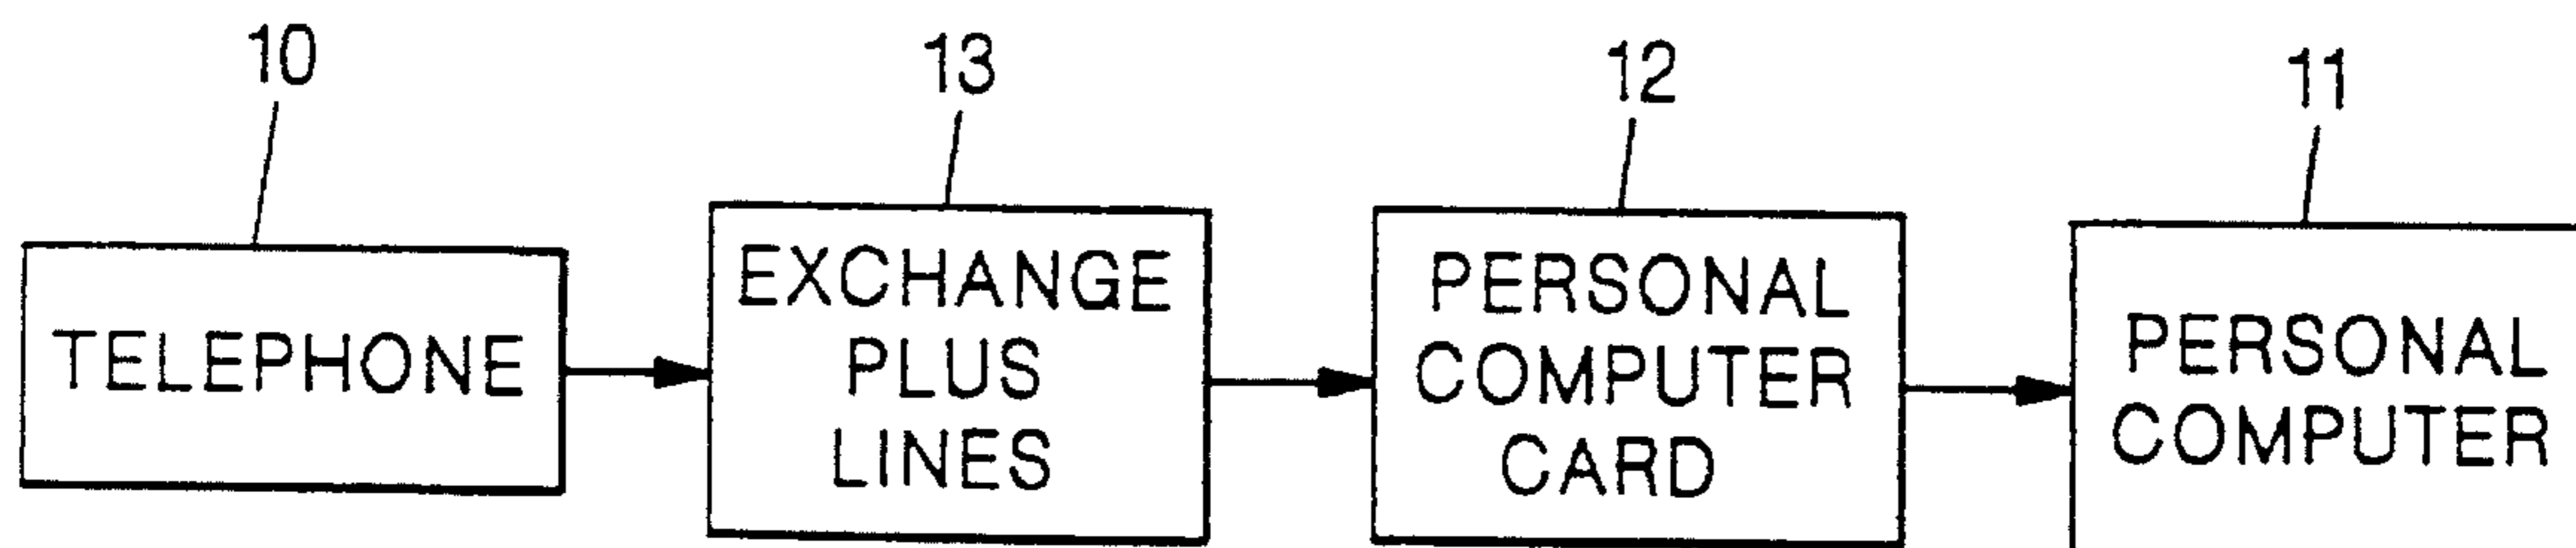 10
13
12
11
TELEPHONE
EXCHANGE
PLUS
LINES
PERSONAL
COMPUTER
CARD
PERSONAL
COMPUTER